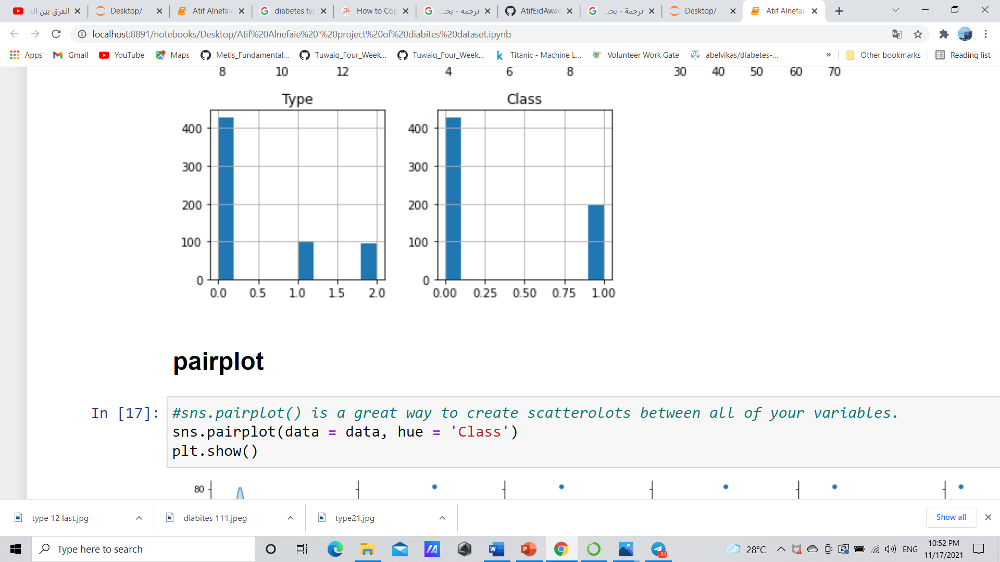 الفرق بين ال
Desktop/
Atif Alnefaie
diabetes typ
How to Cop
ترجمه - بحث
AtifEidAwad
ترجمة - بحث
Desktop/
Atif Alnefai
localhost:8891/notebooks/Desktop/Atif%20Alnefaie%20'%20project%20of%20diabites%20dataset.ipynb
Apps
Gmail
YouTube
Maps
Metis_Fundamental...
Tuwaiq_Four_Week...
Tuwaiq_Four_Week...
Titanic - Machine L...
Volunteer Work Gate
abelvikas/diabetes-...
»
Other bookmarks
Reading list
8 10 12 4 6 8 30 40 50 60 70
Type
400
300
200
100
0
0.0 0.5 1.0 1.5 2.0
Class
400
300
200
100
0
0.00 0.25 0.50 0.75 1.00
pairplot
In [17]:
#sns.pairplot() is a great way to create scatterolots between all of your variables.
sns.pairplot(data = data, hue = 'Class')
plt.show()
80
type 12 last.jpg
diabites 111.jpeg
type21.jpg
Show all
Type here to search
W
P
81
28°C
ENG
10:52 PM
11/17/2021